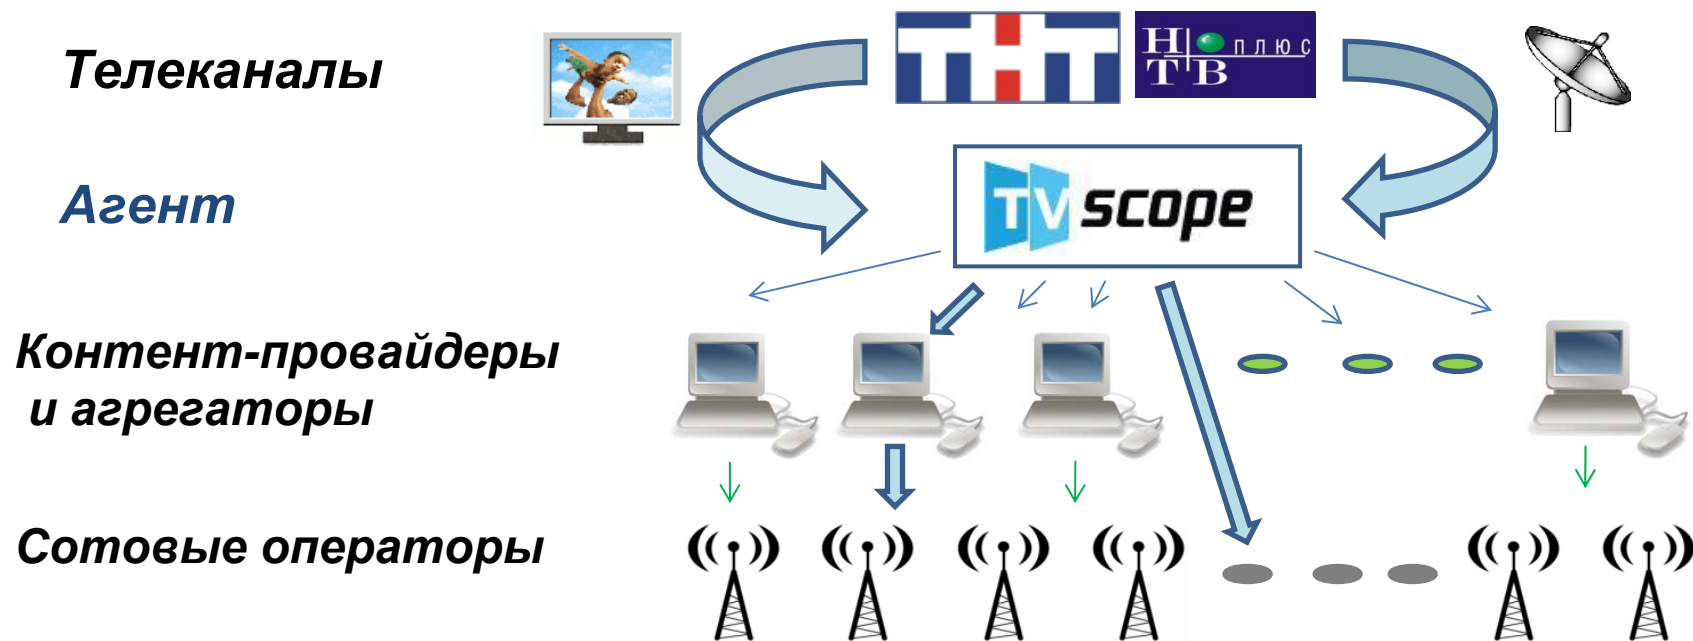 Телеканалы
ТНТ
НТВ плюс
Агент
TV scope
Контент-провайдеры
и агрегаторы
Сотовые операторы